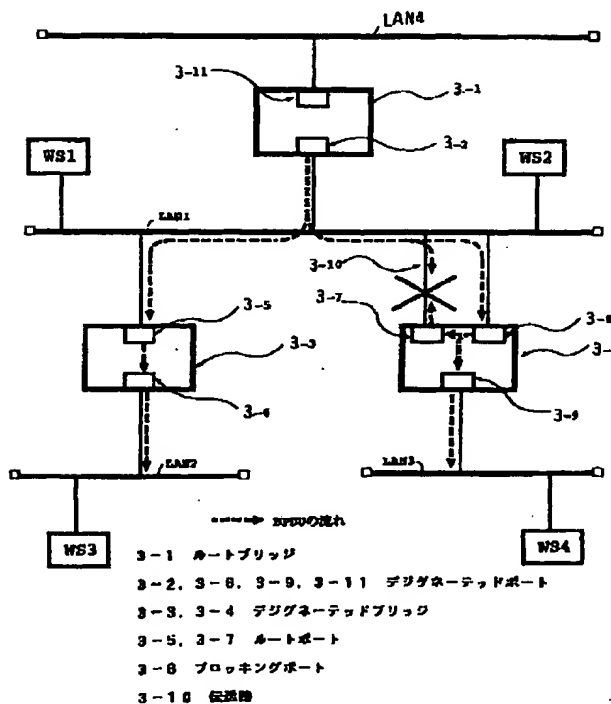 LAN4
3-11
3-1
3-2
WS1
WS2
LAN1
3-10
3-5
3-7
3-8
3-3
3-
3-6
3-9
LAN2
LAN3
BPDUの流れ
WS3
WS4
3-1 ルートブリッジ
3-2, 3-6, 3-9, 3-11 デジグネーテッドポート
3-3, 3-4 デジグネーテッドブリッジ
3-5, 3-7 ルートポート
3-8 ブロッキングポート
3-10 伝送路